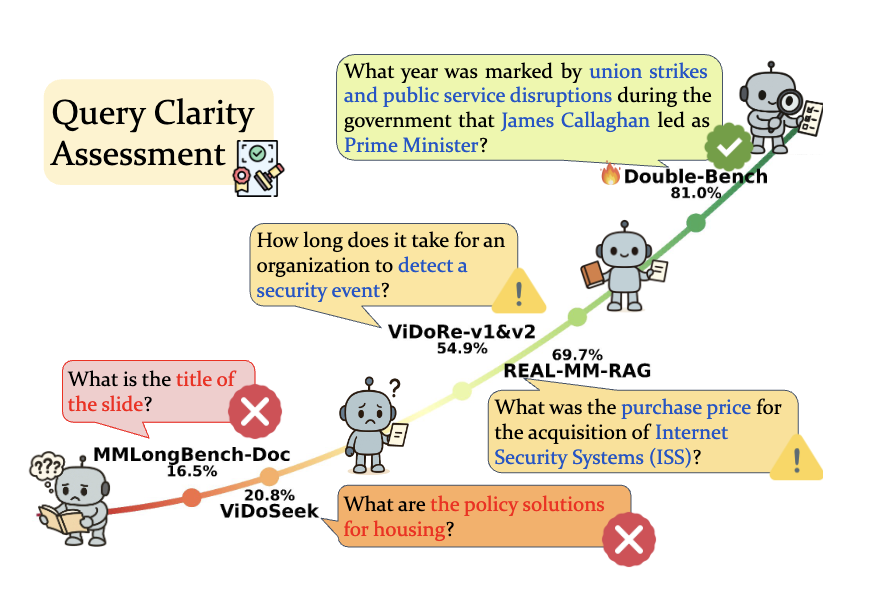 Query Clarity
Assessment
What year was marked by union strikes
and public service disruptions during the
government that James Callaghan led as
Prime Minister?
Double-Bench
81.0%
How long does it take for an
organization to detect a
security event?
!
ViDoRe-v1&v2
54.9%
69.7%
REAL-MM-RAG
What was the purchase price for
the acquisition of Internet
Security Systems (ISS)?
!
What is the title of
the slide?
MMLongBench-Doc
16.5%
???
?
20.8%
ViDoSeek
What are the policy solutions
for housing?